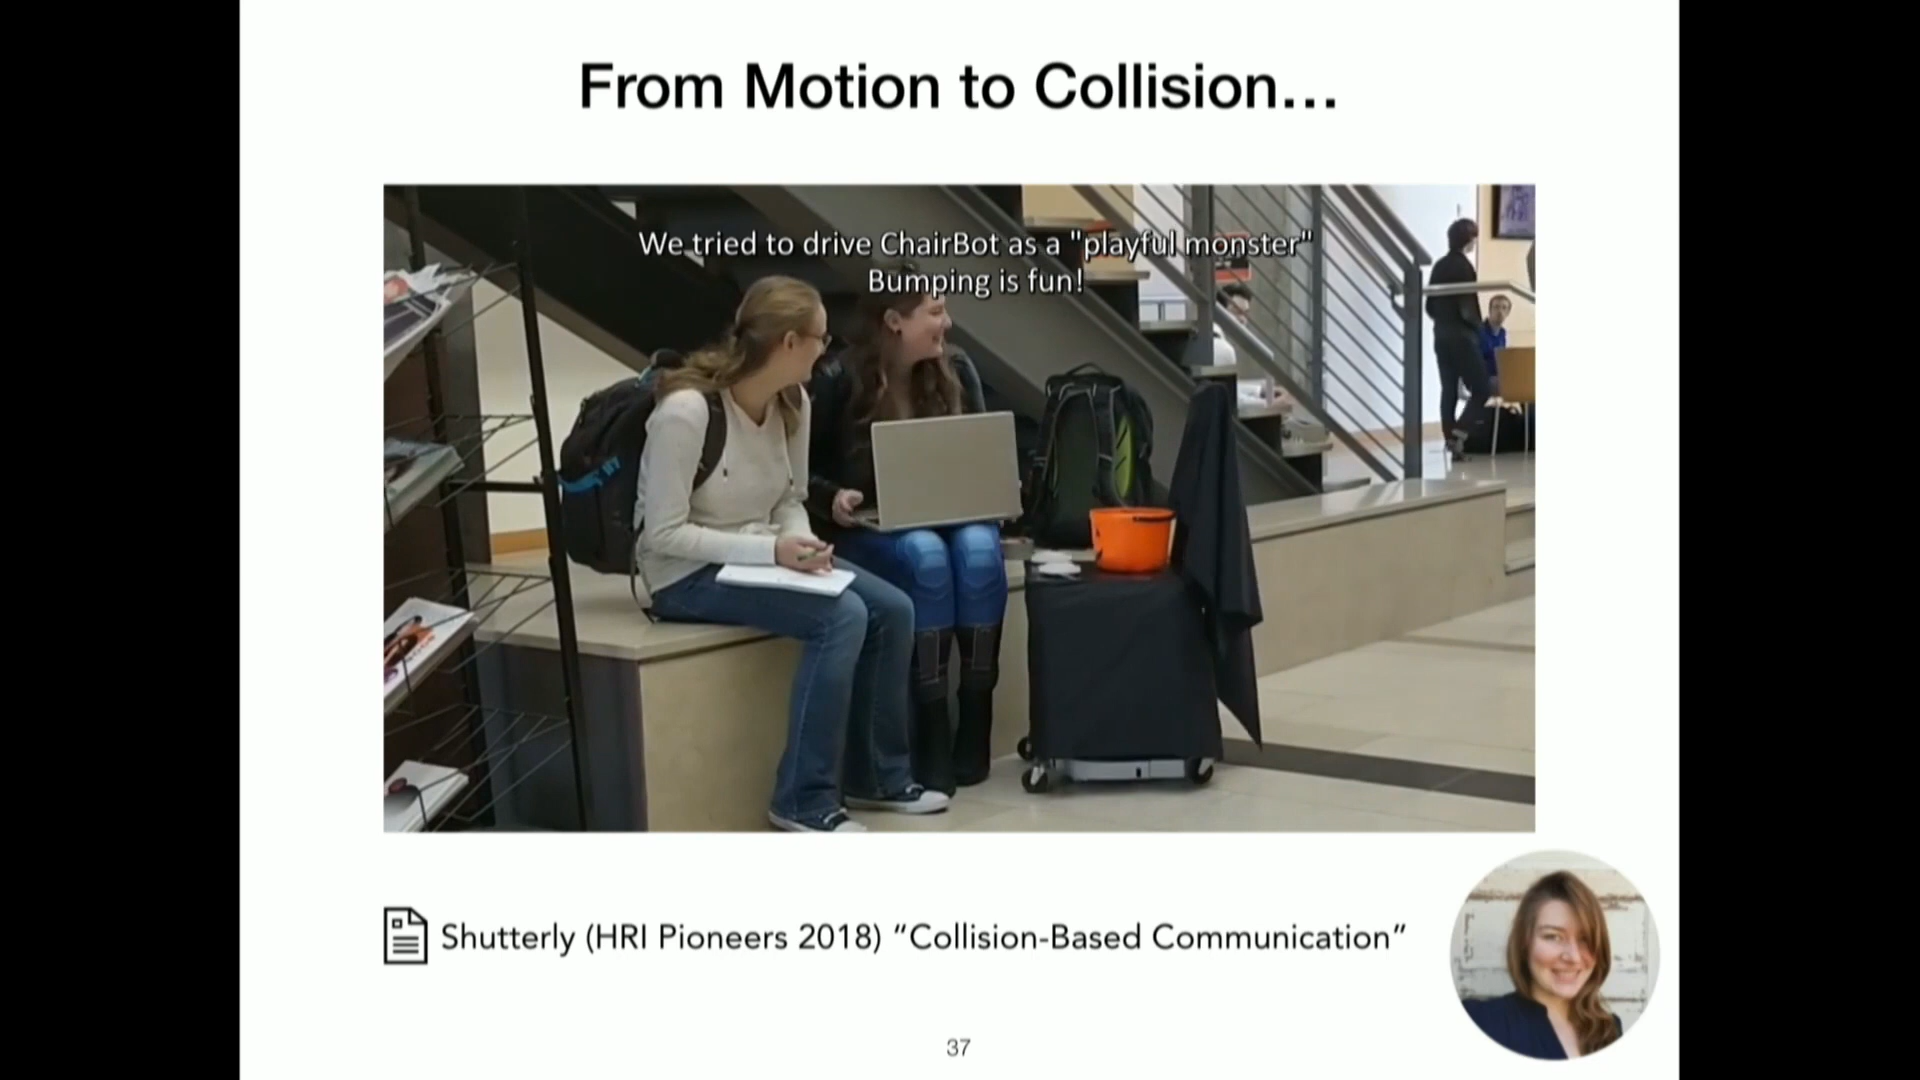 From Motion to Collision...
We tried to drive ChairBot as a "playful monster"
Bumping is fun!
Shutterly (HRI Pioneers 2018) “Collision-Based Communication”
37